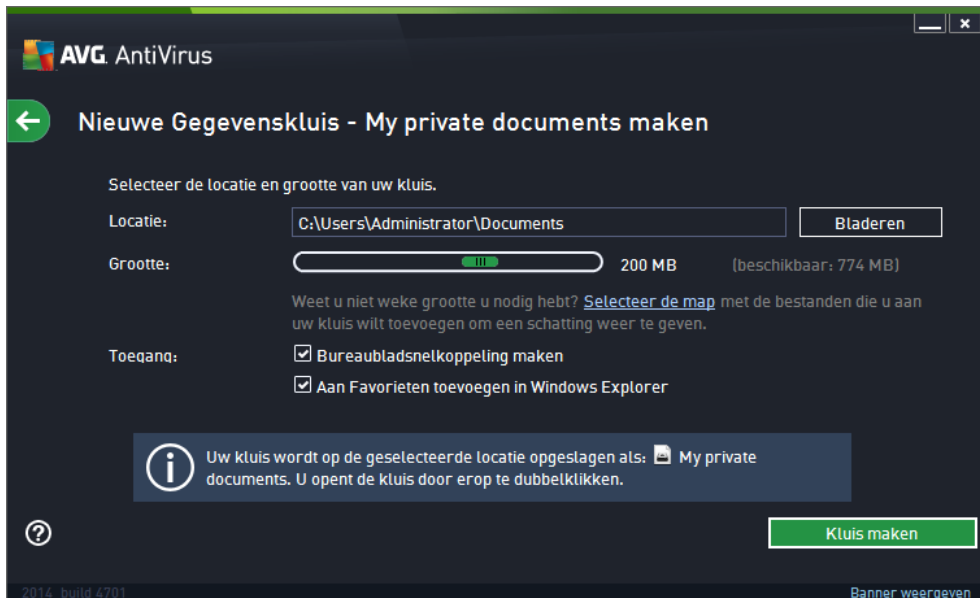 AVG. AntiVirus
Nieuwe Gegevenskluis - My private documents maken
Selecteer de locatie en grootte van uw kluis.
Locatie:
C:\Users\Administrator\Documents
Bladeren
Grootte:
200 MB
(beschikbaar: 774 MB)
Weet u niet weke grootte u nodig hebt? Selecteer de map met de bestanden die u aan
uw kluis wilt toevoegen om een schatting weer te geven.
Toegang:
Bureaubladsnelkoppeling maken
Aan Favorieten toevoegen in Windows Explorer
Uw kluis wordt op de geselecteerde locatie opgeslagen als: My private
documents. U opent de kluis door erop te dubbelklikken.
Kluis maken
2014 build 4701
Banner weergeven